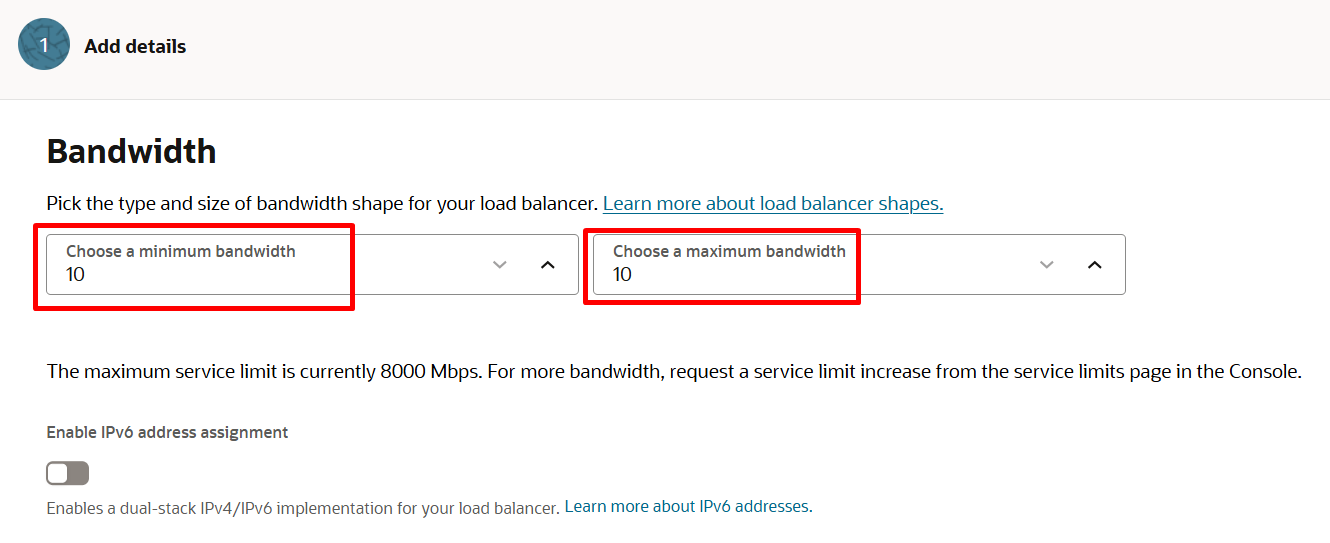 1
Add details
Bandwidth
Pick the type and size of bandwidth shape for your load balancer. Learn more about load balancer shapes.
Choose a minimum bandwidth
10
Choose a maximum bandwidth
10
The maximum service limit is currently 8000 Mbps. For more bandwidth, request a service limit increase from the service limits page in the Console.
Enable IPv6 address assignment
Enables a dual-stack IPv4/IPv6 implementation for your load balancer. Learn more about IPv6 addresses.